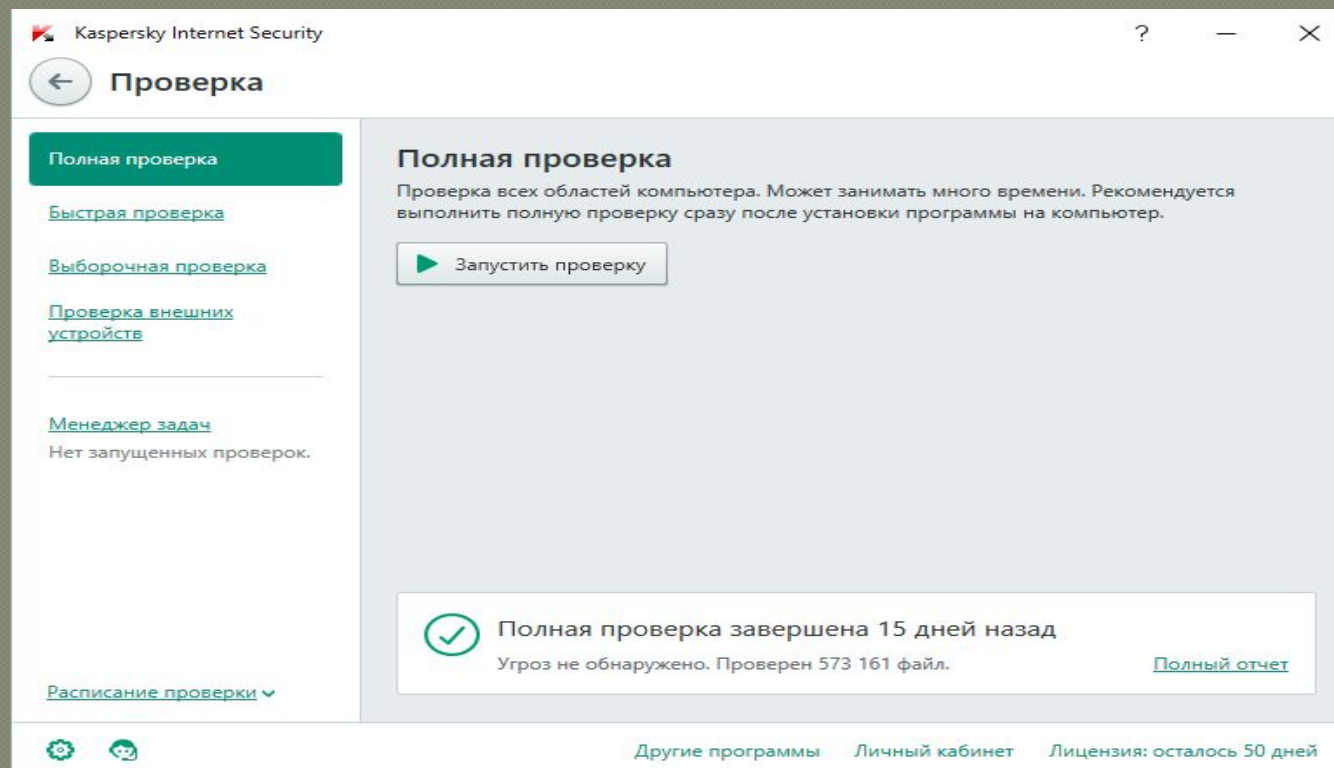 Kaspersky Internet Security
?
Проверка
Полная проверка
Быстрая проверка
Выборочная проверка
Проверка внешних
устройств
Менеджер задач
Нет запущенных проверок.
Расписание проверки
Полная проверка
Проверка всех областей компьютера. Может занимать много времени. Рекомендуется
выполнить полную проверку сразу после установки программы на компьютер.
Запустить проверку
Полная проверка завершена 15 дней назад
Угроз не обнаружено. Проверен 573 161 файл.
Полный отчет
Другие программы
Личный кабинет
Лицензия: осталось 50 дней